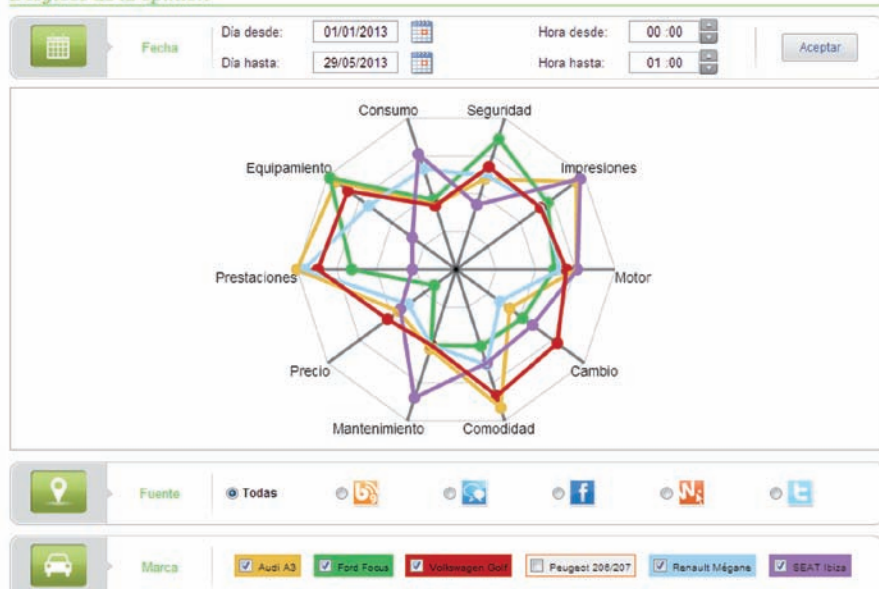 Día desde: 01/01/2013 Hora desde: 00 :00
Fecha Aceptar
Día hasta: 29/05/2013 Hora hasta: 01 :00
Consumo Seguridad
Equipamiento Impresiones
Prestaciones Motor
Precio Cambio
Mantenimiento Comodidad
Fuente Todas
Marca Audi A3 Ford Focus Volkswagen Golf Peugeot 206/207 Renault Mégane SEAT Ibiza